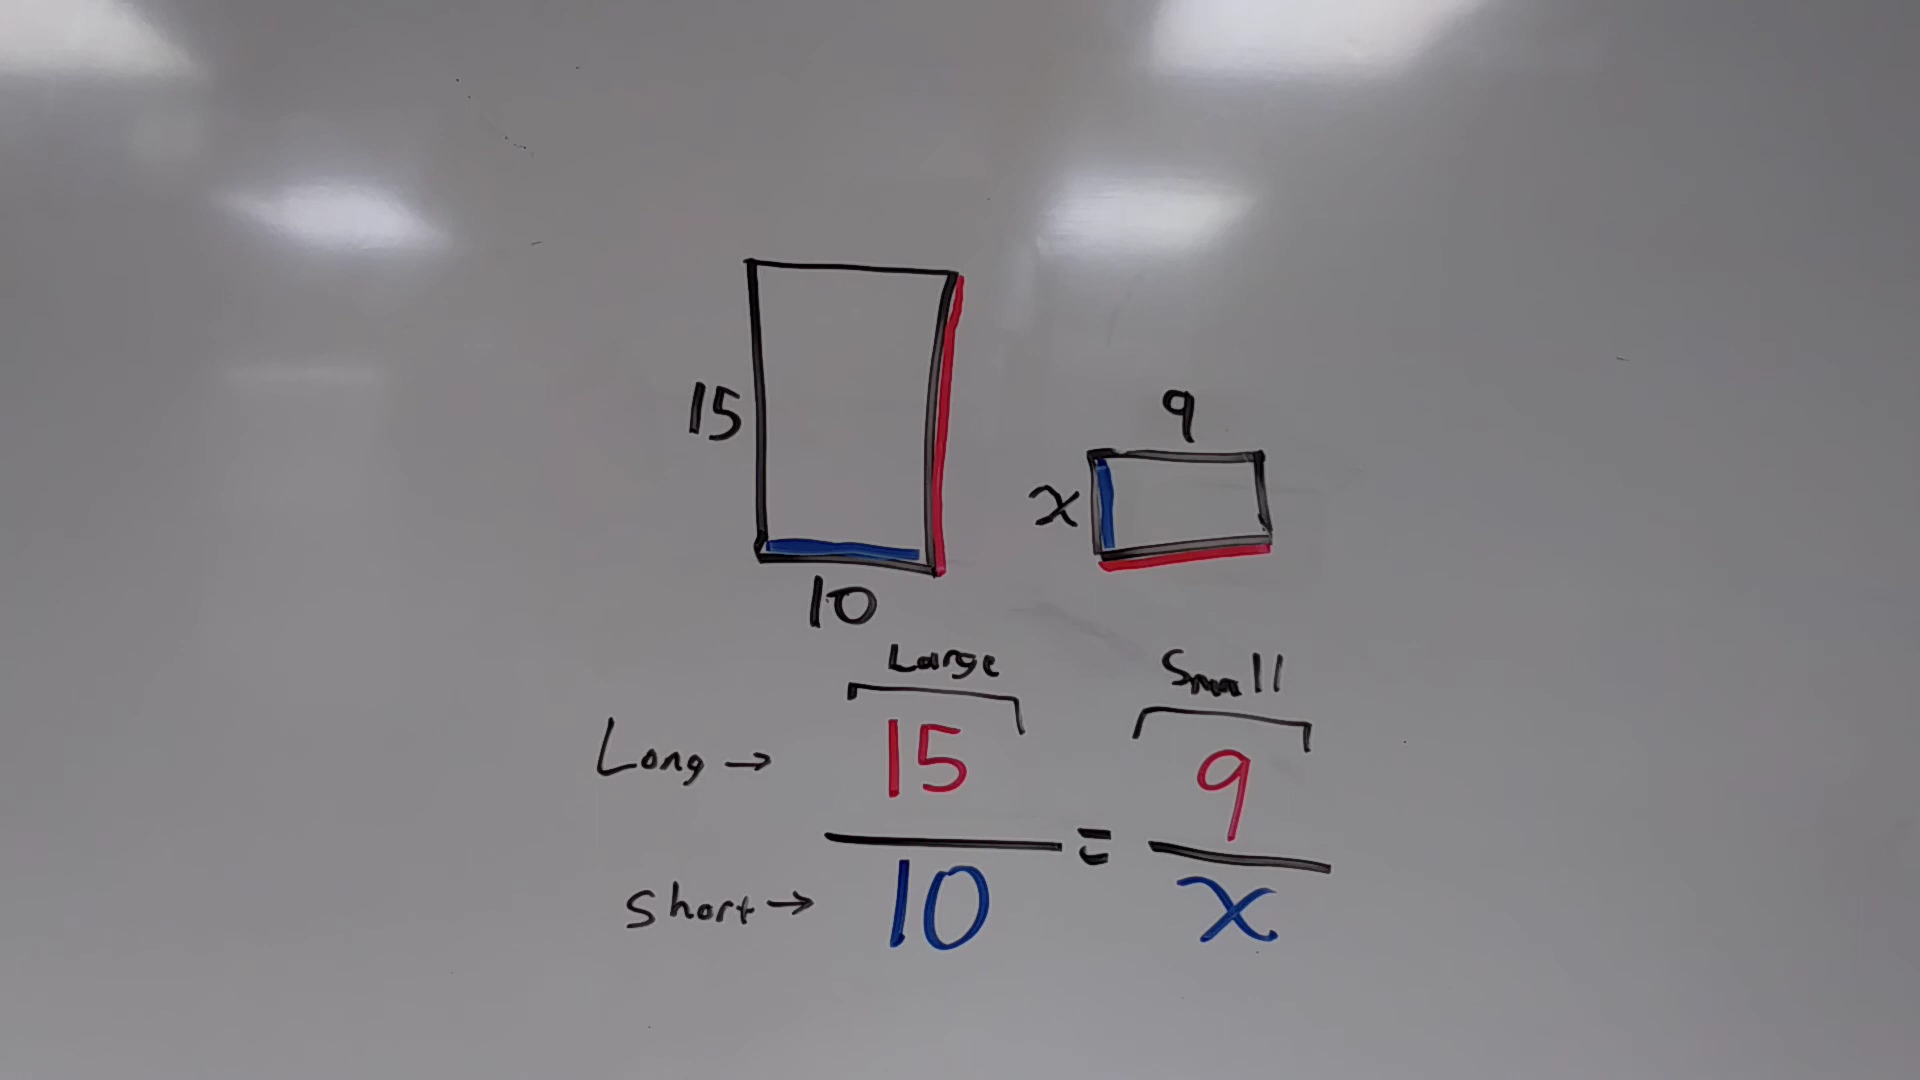 15
9
x
10
Large Small
Long → 15 = 9
Short → 10 x